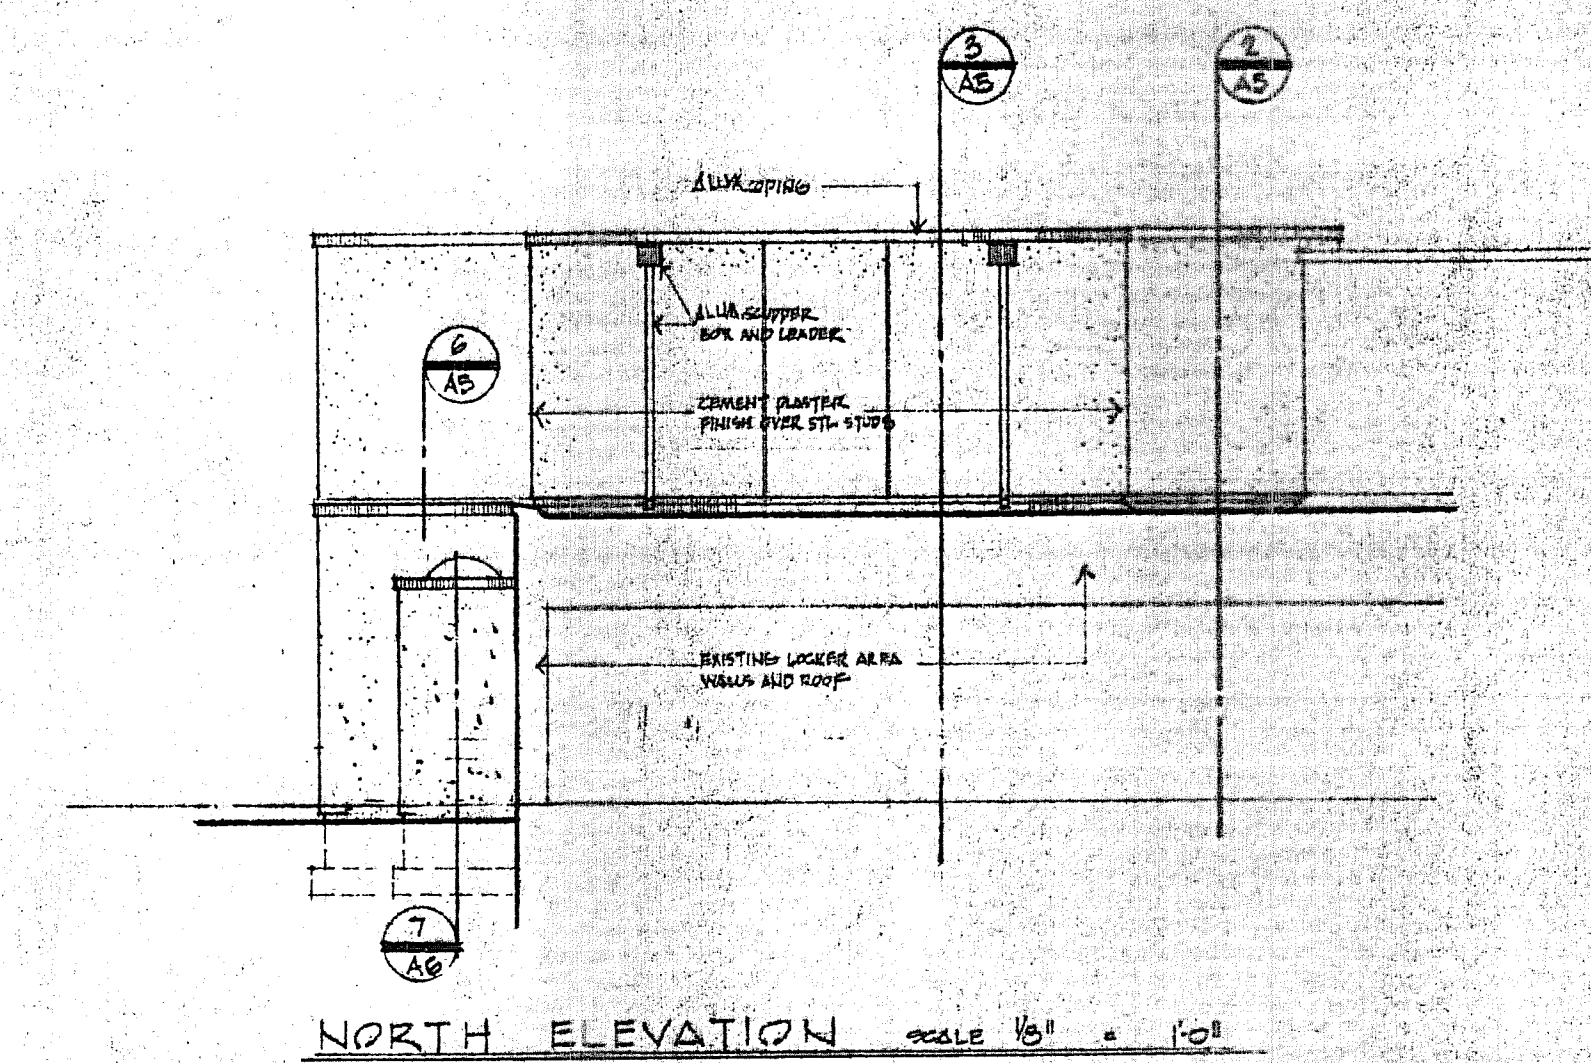 3
A5
2
A5
ALUM COPING
ALUM SCUPPER
BOX AND LEADER
6
A5
CEMENT PLASTER
FINISH OVER STL STUDS
EXISTING LOCKER AREA
WALLS AND ROOF
7
A6
NORTH ELEVATION SCALE 1/8" = 1'-0"